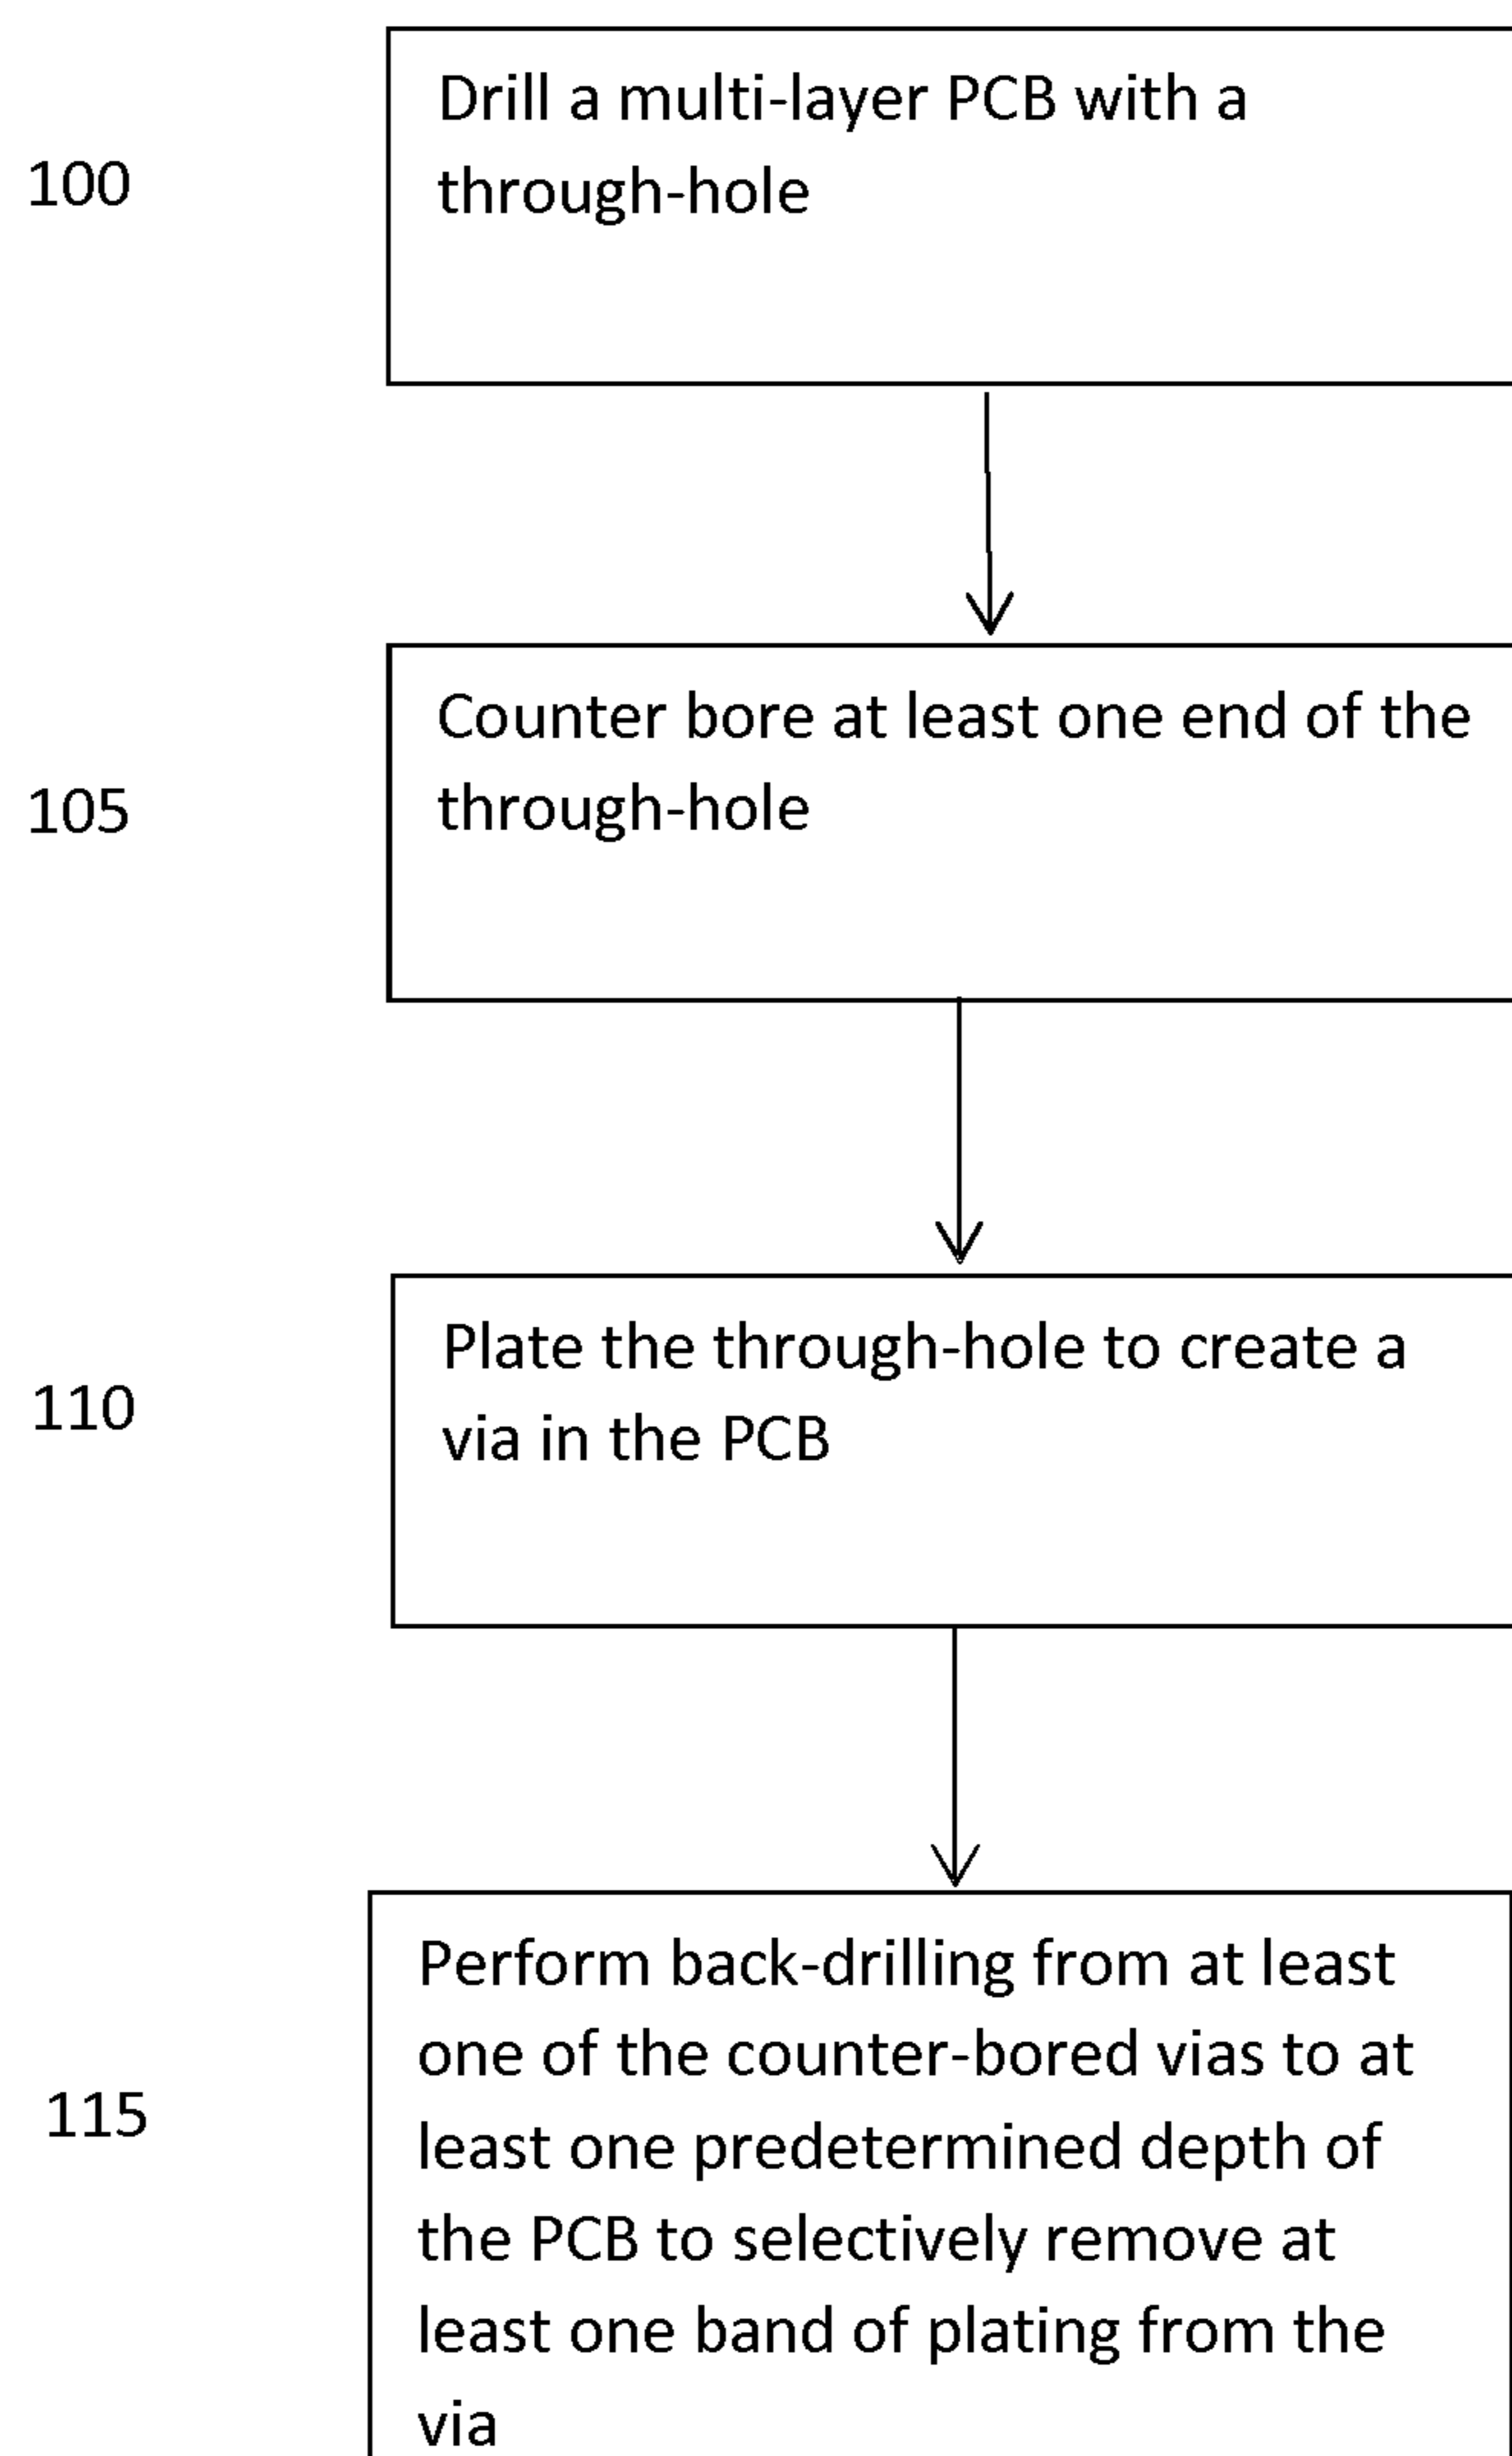 100
Drill a multi-layer PCB with a
through-hole
105
Counter bore at least one end of the
through-hole
110
Plate the through-hole to create a
via in the PCB
115
Perform back-drilling from at least
one of the counter-bored vias to at
least one predetermined depth of
the PCB to selectively remove at
least one band of plating from the
via